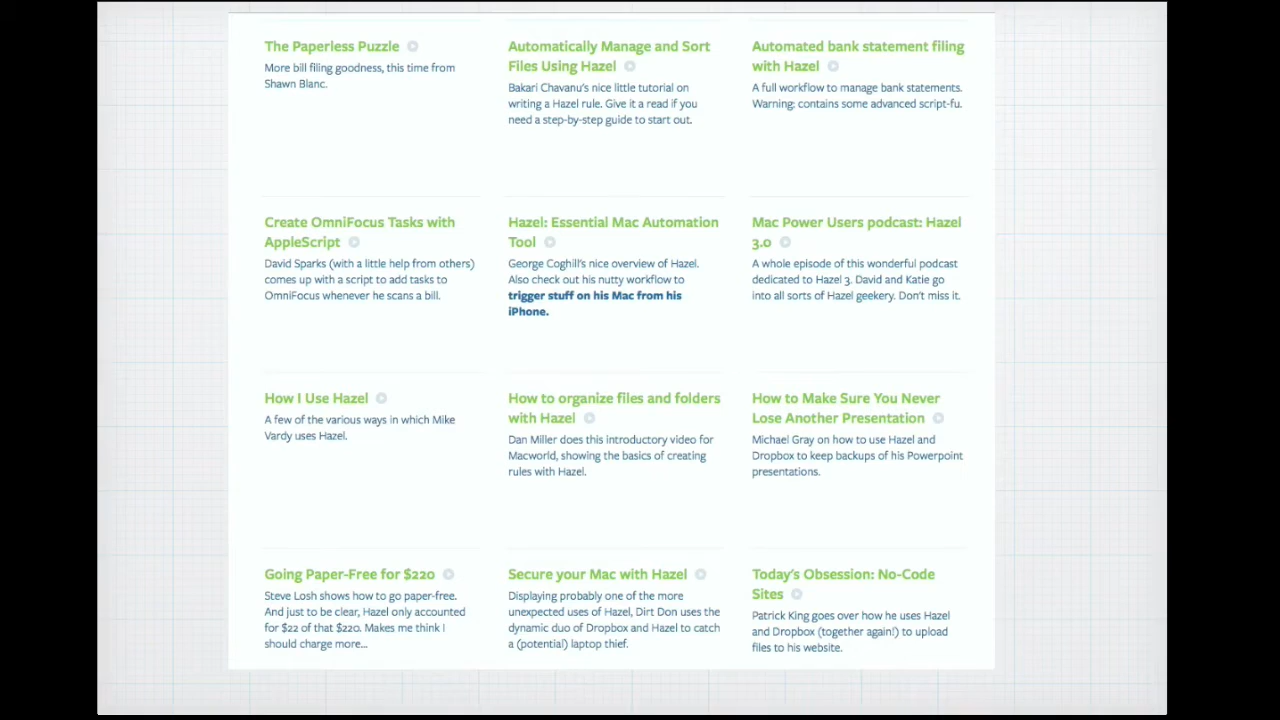 The Paperless Puzzle
More bill filing goodness, this time from
Shawn Blanc.
Automatically Manage and Sort
Files Using Hazel
Bakari Chavanu's nice little tutorial on
writing a Hazel rule. Give it a read if you
need a step-by-step guide to start out.
Automated bank statement filing
with Hazel
A full workflow to manage bank statements.
Warning: contains some advanced script-fu.
Create OmniFocus Tasks with
AppleScript
David Sparks (with a little help from others)
comes up with a script to add tasks to
OmniFocus whenever he scans a bill.
Hazel: Essential Mac Automation
Tool
George Coghill's nice overview of Hazel.
Also check out his nutty workflow to
trigger stuff on his Mac from his
iPhone.
Mac Power Users podcast: Hazel
3.0
A whole episode of this wonderful podcast
dedicated to Hazel 3. David and Katie go
into all sorts of Hazel geekery. Don't miss it.
How I Use Hazel
A few of the various ways in which Mike
Vardy uses Hazel.
How to organize files and folders
with Hazel
Dan Miller does this introductory video for
Macworld, showing the basics of creating
rules with Hazel.
How to Make Sure You Never
Lose Another Presentation
Michael Gray on how to use Hazel and
Dropbox to keep backups of his Powerpoint
presentations.
Going Paper-Free for $220
Steve Losh shows how to go paper-free.
And just to be clear, Hazel only accounted
for $22 of that $220. Makes me think I
should charge more...
Secure your Mac with Hazel
Displaying probably one of the more
unexpected uses of Hazel, Dirt Don uses the
dynamic duo of Dropbox and Hazel to catch
a (potential) laptop thief.
Today's Obsession: No-Code
Sites
Patrick King goes over how he uses Hazel
and Dropbox (together again!) to upload
files to his website.